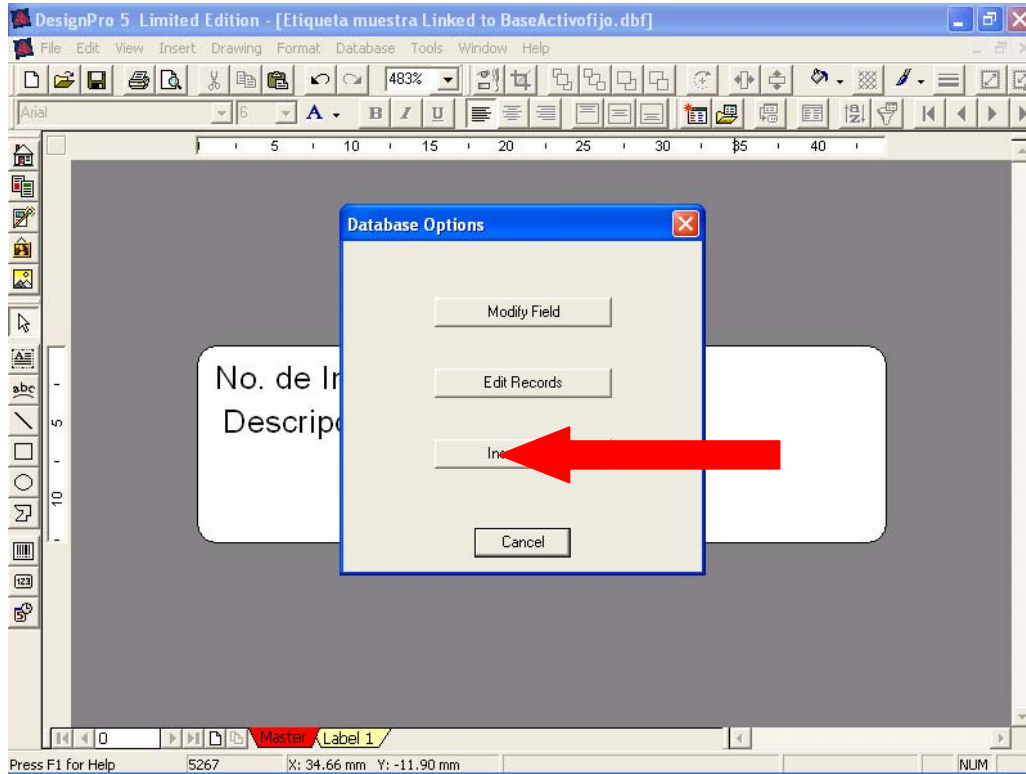 DesignPro 5 Limited Edition - [Etiqueta muestra Linked to BaseActivofijo.dbf]
File Edit View Insert Drawing Format Database Tools Window Help
483%
Arial 6 A B I U
5 10 15 20 25 30 35 40
Database Options
Modify Field
No. de
Edit Records
5
10
abc
123
Cancel
0 Master Label 1
Press F1 for Help 5267 X: 34.66 mm Y: -11.90 mm NUM